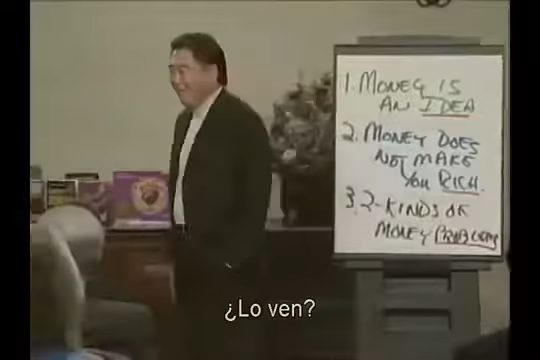 1. MONEY IS
AN IDEA
2. MONEY DOES
NOT MAKE
YOU RICH.
3. 2-KINDS OF
MONEY PROBLEMS
¿Lo ven?